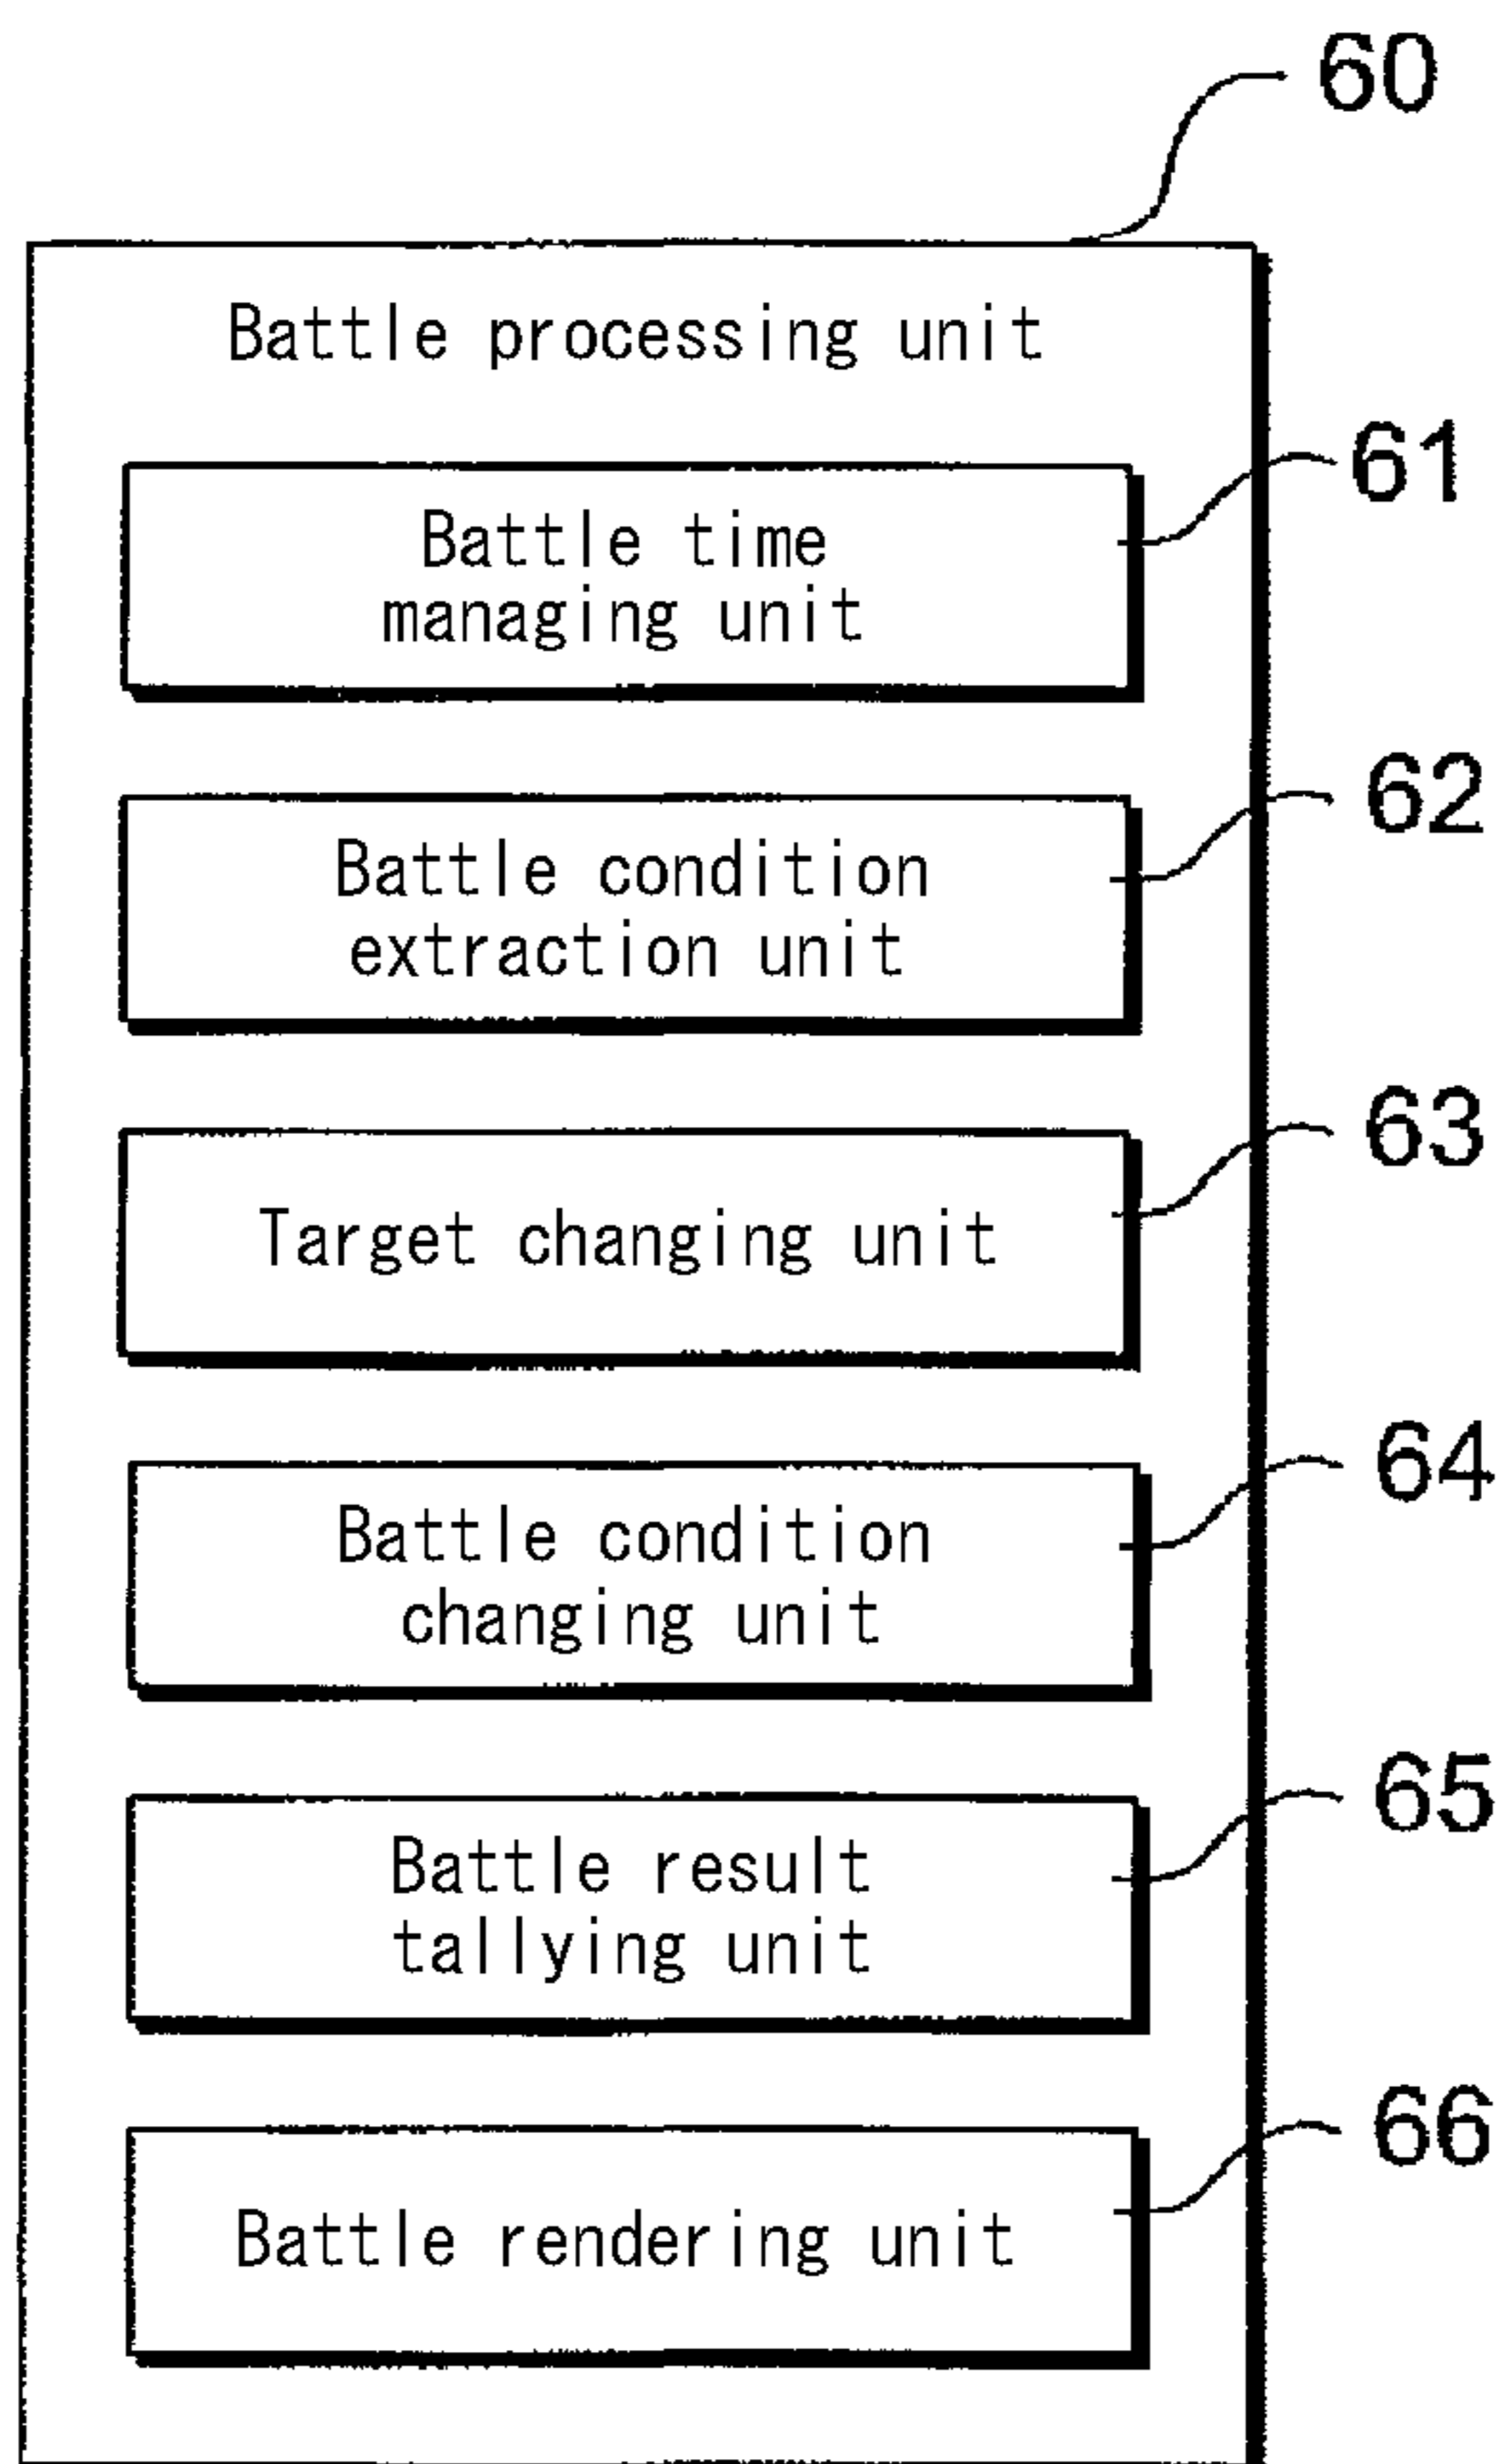 60
Battle processing unit
61
Battle time
managing unit
62
Battle condition
extraction unit
63
Target changing unit
64
Battle condition
changing unit
65
Battle result
tallying unit
66
Battle rendering unit